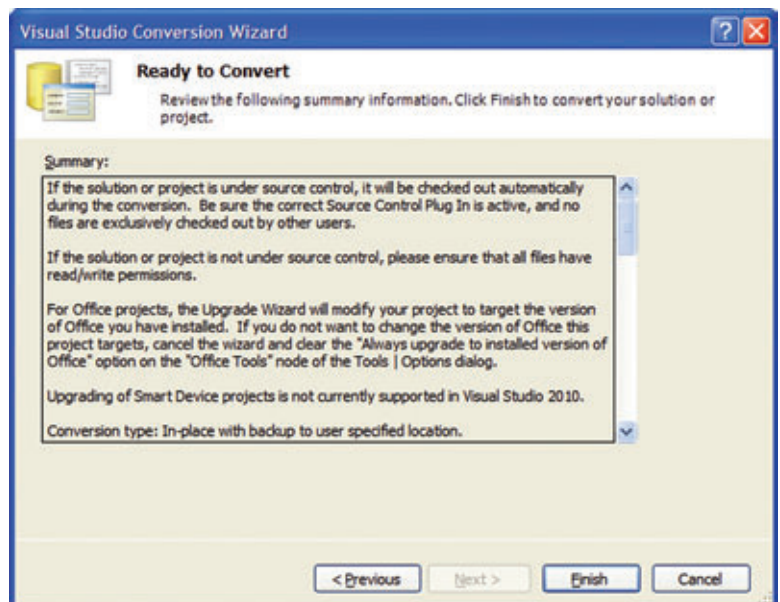 Visual Studio Conversion Wizard
Ready to Convert
Review the following summary information. Click Finish to convert your solution or
project.
Summary:
If the solution or project is under source control, it will be checked out automatically
during the conversion.  Be sure the correct Source Control Plug In is active, and no
files are exclusively checked out by other users.
If the solution or project is not under source control, please ensure that all files have
read/write permissions.
For Office projects, the Upgrade Wizard will modify your project to target the version
of Office you have installed.  If you do not want to change the version of Office this
project targets, cancel the wizard and clear the "Always upgrade to installed version of
Office" option on the "Office Tools" node of the Tools | Options dialog.
Upgrading of Smart Device projects is not currently supported in Visual Studio 2010.
Conversion type: In-place with backup to user specified location.
< Previous Next > Finish Cancel